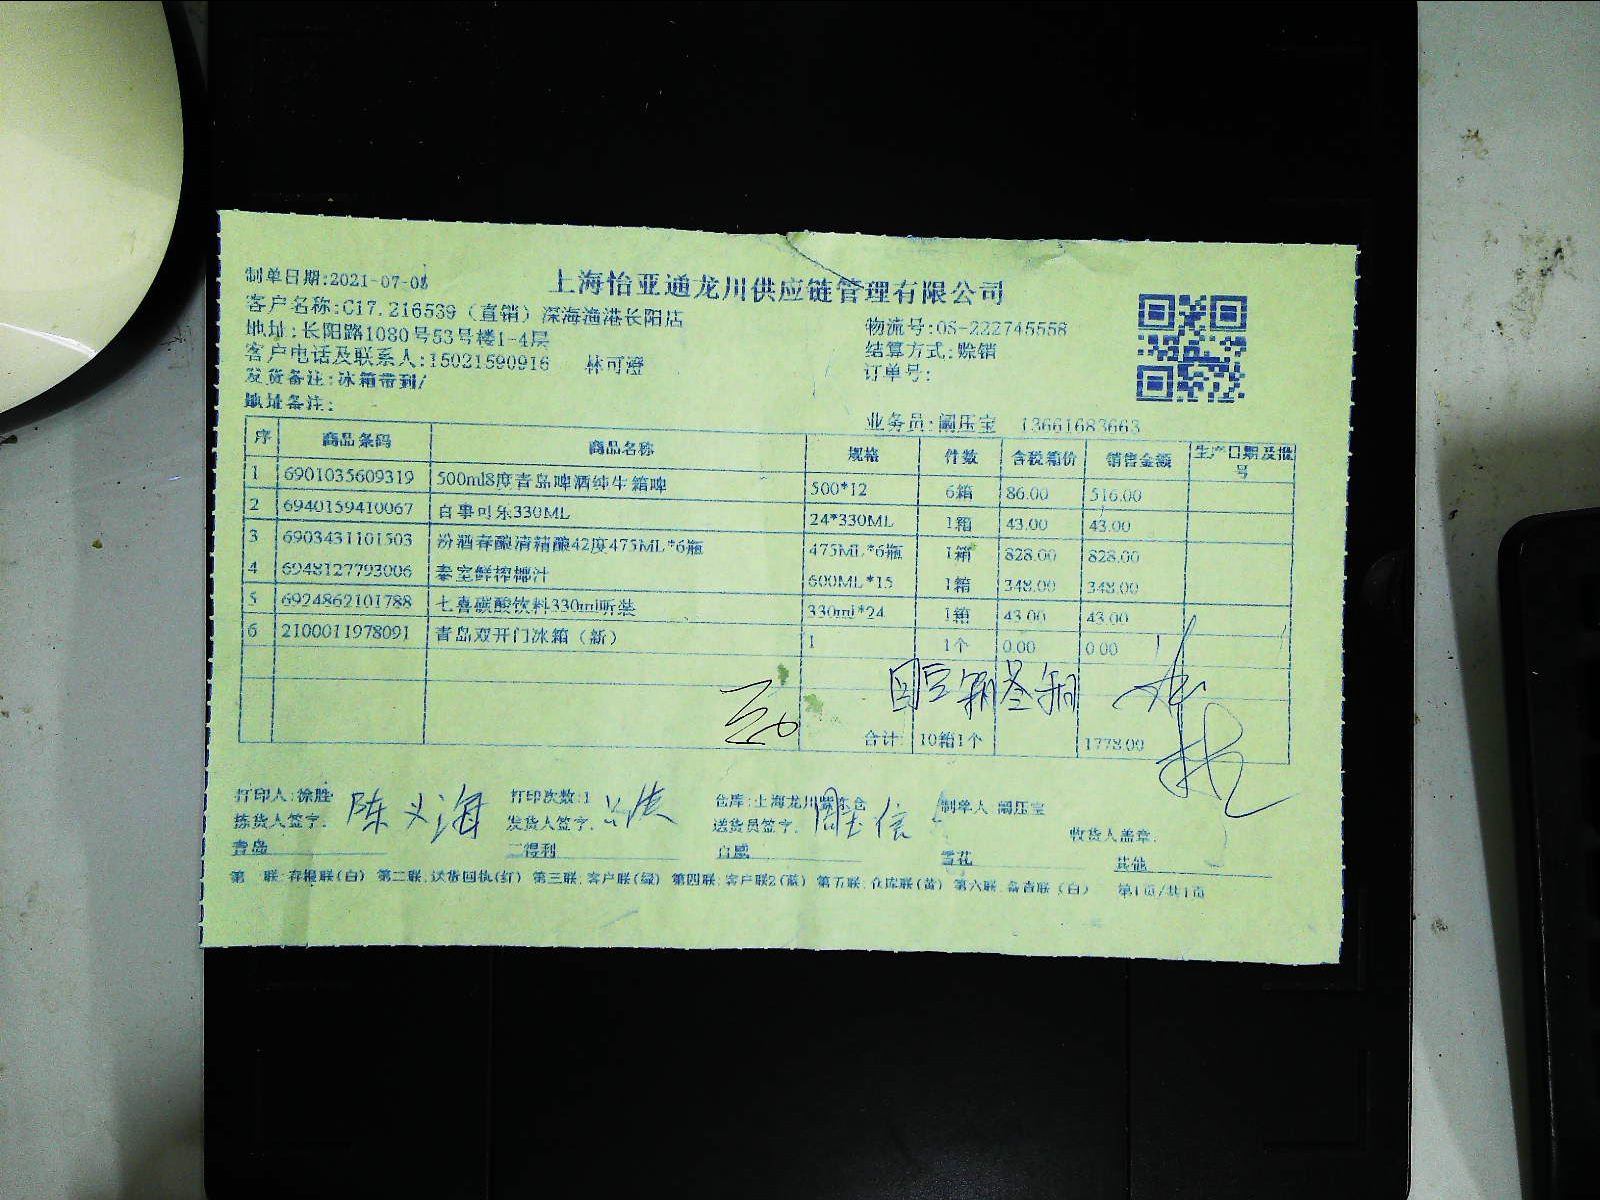 上海怡亚通龙川供应链管理有限公司
制单日期:2021-07-08
客户名称:C17.216539（直销）深海渔港长阳店
物流号:OS-222745558
地址:长阳路1080号53号楼1-4层
结算方式:赊销
客户电话及联系人:15021590916 林可澄
订单号:
发货备注:冰箱带到/
地址备注:
业务员:阚压宝 13661683663
序 商品条码 商品名称 规格 件数 含税箱价 销售金额 生产日期及批号
1 6901035609319 500ml8度青岛啤酒纯生箱啤 500*12 6箱 86.00 516.00
2 6940159410067 百事可乐330ML 24*330ML 1箱 43.00 43.00
3 6903431101503 汾酒春酿清精酿42度475ML*6瓶 475ML*6瓶 1箱 828.00 828.00
4 6948127793006 泰室鲜榨椰汁 600ML*15 1箱 348.00 348.00
5 6924862101788 七喜碳酸饮料330ml听装 330ml*24 1箱 43.00 43.00
6 2100011978091 青岛双开门冰箱（新） 1 1个 0.00 0.00
合计: 10箱1个 1778.00
打印人:徐胜 打印次数:1 仓库:上海龙川 仓 制单人:阚压宝
拣货人签字: 陈义海 发货人签字: 送货员签字: 收货人盖章:
青岛 三得利 百威 雪花 其他
第一联:存根联(白) 第二联:送货回执(红) 第三联:客户联(绿) 第四联:客户联2(蓝) 第五联:仓库联(黄) 第六联:备查联(白) 第1页/共1页